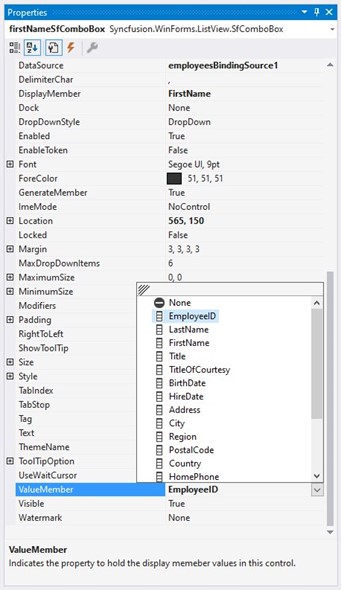 Properties
firstNameSfComboBox Syncfusion.WinForms.ListView.SfComboBox
DataSource employeesBindingSource1
DelimiterChar ,
DisplayMember FirstName
Dock None
DropDownStyle DropDown
Enabled True
EnableToken False
Font Segoe UI, 9pt
ForeColor 51, 51, 51
GenerateMember True
ImeMode NoControl
Location 565, 150
Locked False
Margin 3, 3, 3, 3
MaxDropDownItems 6
MaximumSize 0, 0
MinimumSize
Modifiers
Padding
RightToLeft
ShowToolTip
Size
Style
TabIndex
TabStop
Tag
Text
ThemeName
ToolTipOption
UseWaitCursor
None
EmployeeID
LastName
FirstName
Title
TitleOfCourtesy
BirthDate
HireDate
Address
City
Region
PostalCode
Country
HomePhone
ValueMember EmployeeID
Visible True
Watermark None
ValueMember
Indicates the property to hold the display memeber values in this control.